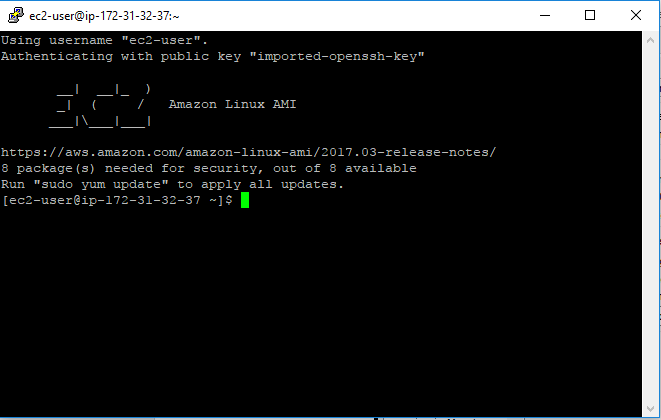 ec2-user@ip-172-31-32-37:~
Using username "ec2-user".
Authenticating with public key "imported-openssh-key"
       __|  __|_  )
       _|  (     /   Amazon Linux AMI
      ___|\___|___|
https://aws.amazon.com/amazon-linux-ami/2017.03-release-notes/
8 package(s) needed for security, out of 8 available
Run "sudo yum update" to apply all updates.
[ec2-user@ip-172-31-32-37 ~]$